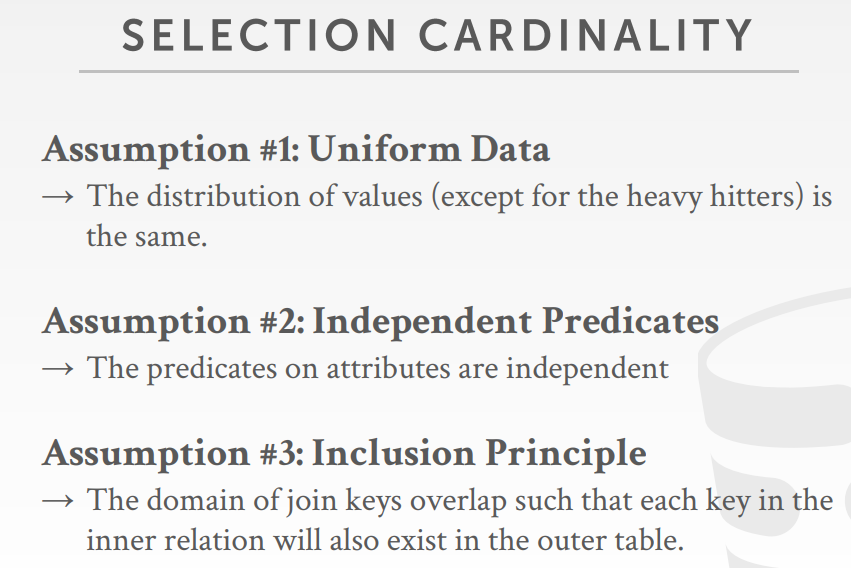 SELECTION CARDINALITY
Assumption #1: Uniform Data
→ The distribution of values (except for the heavy hitters) is
the same.
Assumption #2: Independent Predicates
→ The predicates on attributes are independent
Assumption #3: Inclusion Principle
→ The domain of join keys overlap such that each key in the
inner relation will also exist in the outer table.